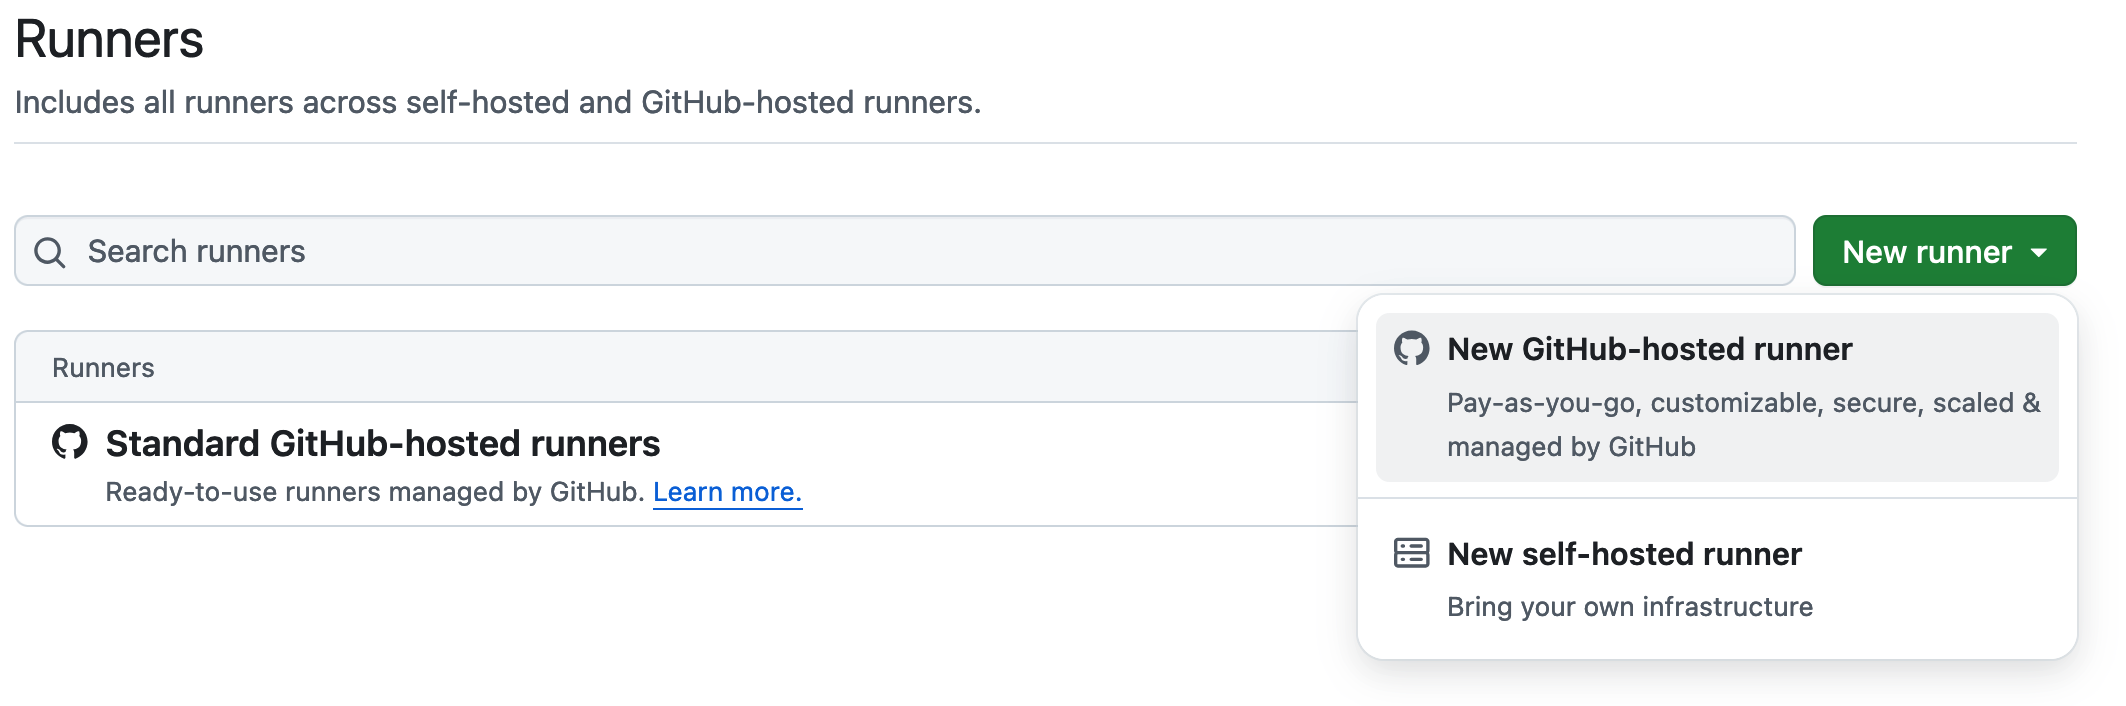 Runners
Includes all runners across self-hosted and GitHub-hosted runners.
Search runners
New runner
Runners
Standard GitHub-hosted runners
Ready-to-use runners managed by GitHub. Learn more.
New GitHub-hosted runner
Pay-as-you-go, customizable, secure, scaled &
managed by GitHub
New self-hosted runner
Bring your own infrastructure